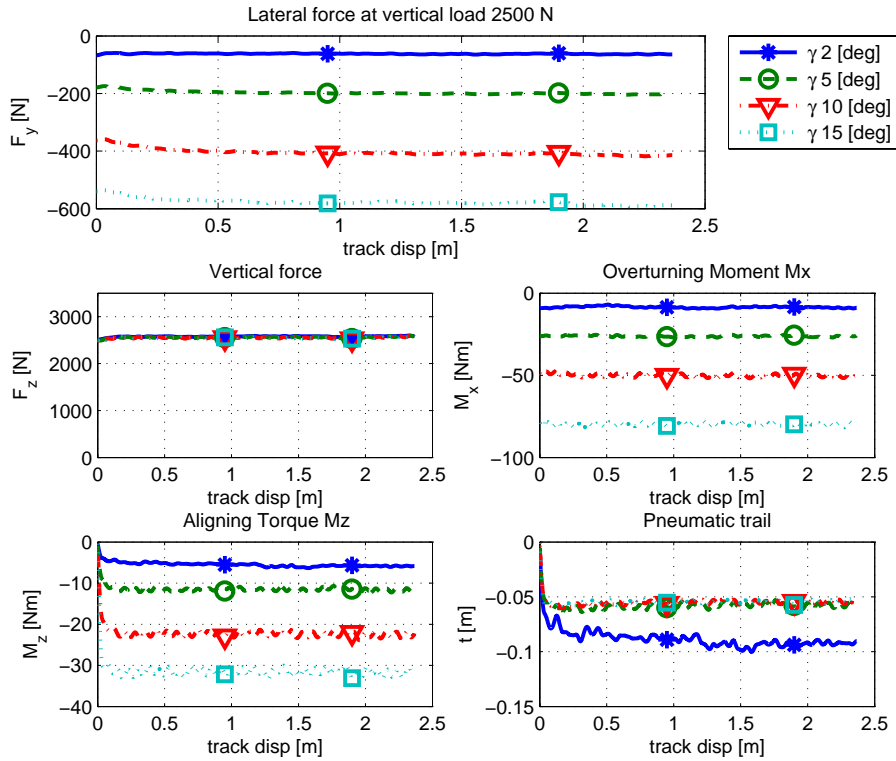 Lateral force at vertical load 2500 N
0
−200
−400
−600
F_y [N]
0 0.5 1 1.5 2 2.5
track disp [m]
γ 2 [deg]
γ 5 [deg]
γ 10 [deg]
γ 15 [deg]
Vertical force
3000
2000
1000
0
F_z [N]
0 0.5 1 1.5 2 2.5
track disp [m]
Overturning Moment Mx
0
−50
−100
M_x [Nm]
0 0.5 1 1.5 2 2.5
track disp [m]
Aligning Torque Mz
0
−10
−20
−30
−40
M_z [Nm]
0 0.5 1 1.5 2 2.5
track disp [m]
Pneumatic trail
0
−0.05
−0.1
−0.15
t [m]
0 0.5 1 1.5 2 2.5
track disp [m]